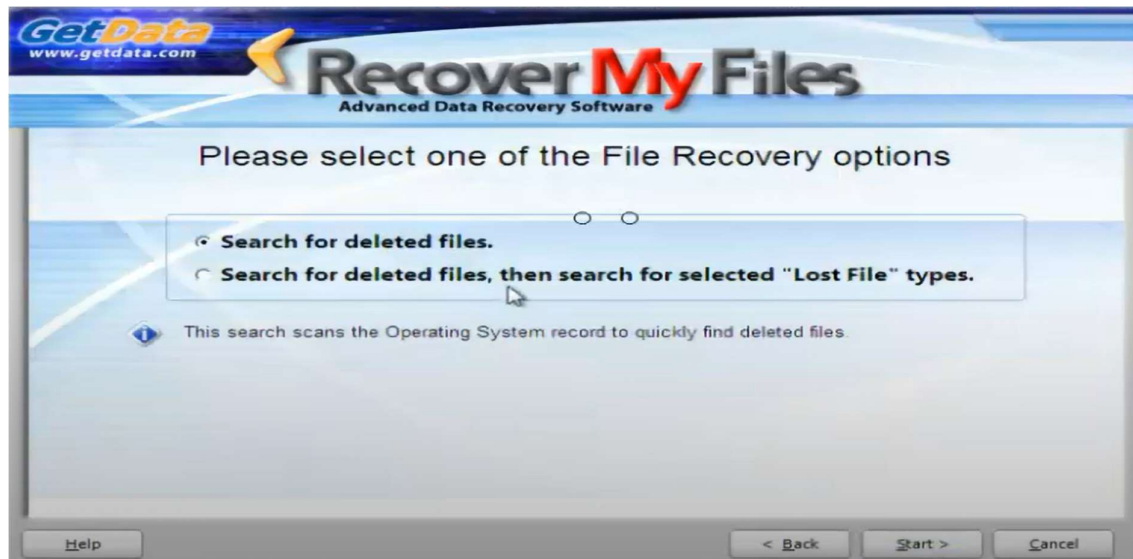 GetData
www.getdata.com
Recover My Files
Advanced Data Recovery Software
Please select one of the File Recovery options
Search for deleted files.
Search for deleted files, then search for selected "Lost File" types.
This search scans the Operating System record to quickly find deleted files.
Help
< Back
Start >
Cancel